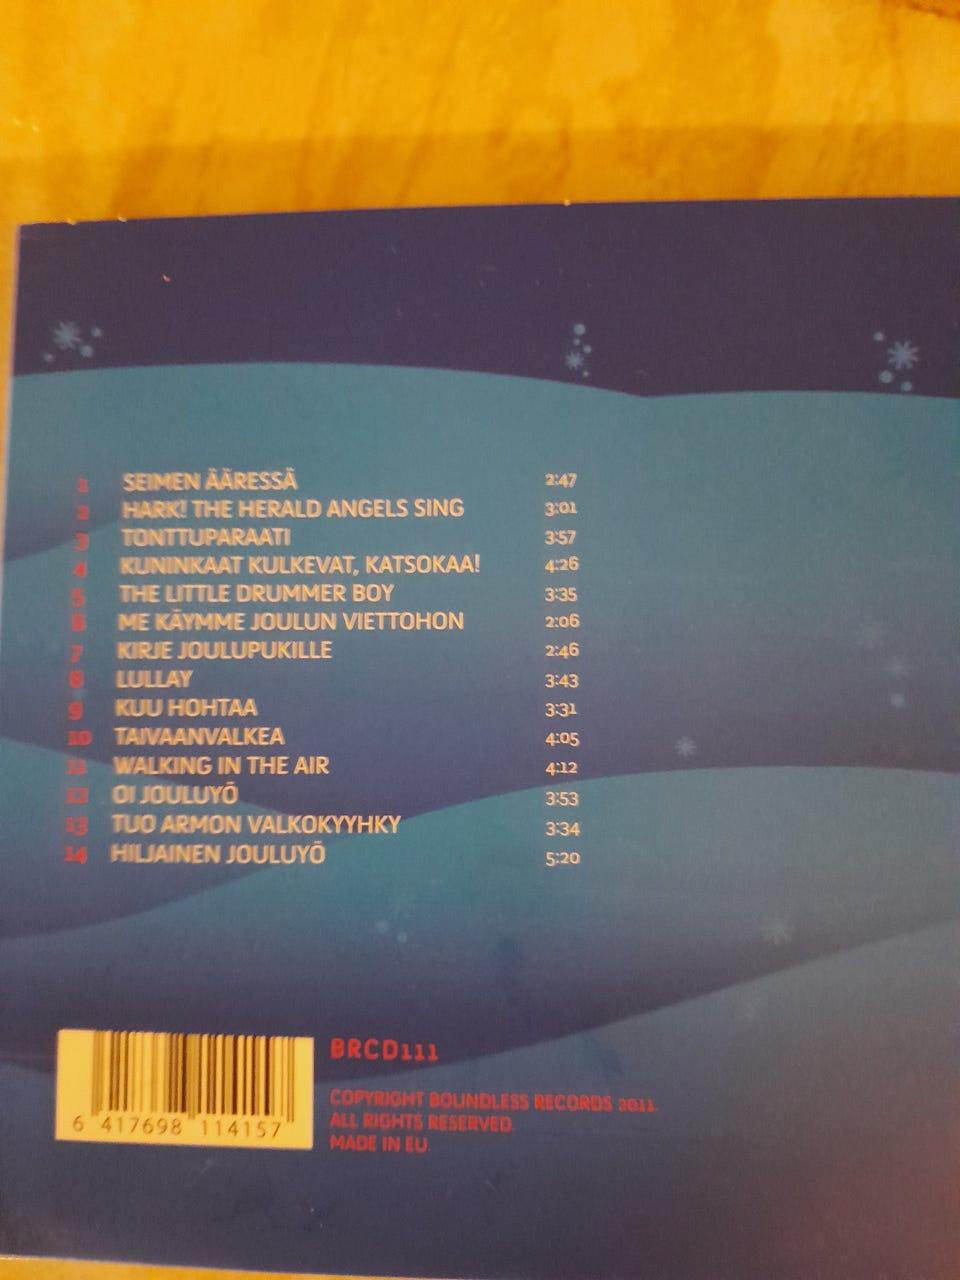 1 SEIMEN ÄÄRESSÄ 2:47
2 HARK! THE HERALD ANGELS SING 3:01
3 TONTTUPARAATI 3:57
4 KUNINKAAT KULKEVAT, KATSOKAA! 4:26
5 THE LITTLE DRUMMER BOY 3:35
6 ME KÄYMME JOULUN VIETTOHON 2:06
7 KIRJE JOULUPUKILLE 2:46
8 LULLAY 3:43
9 KUU HOHTAA 3:31
10 TAIVAANVALKEA 4:05
11 WALKING IN THE AIR 4:12
12 OI JOULUYÖ 3:53
13 TUO ARMON VALKOKYYHKY 3:34
14 HILJAINEN JOULUYÖ 5:20
BRCD111
COPYRIGHT BOUNDLESS RECORDS 2011.
ALL RIGHTS RESERVED.
MADE IN EU.
6 417698 114157